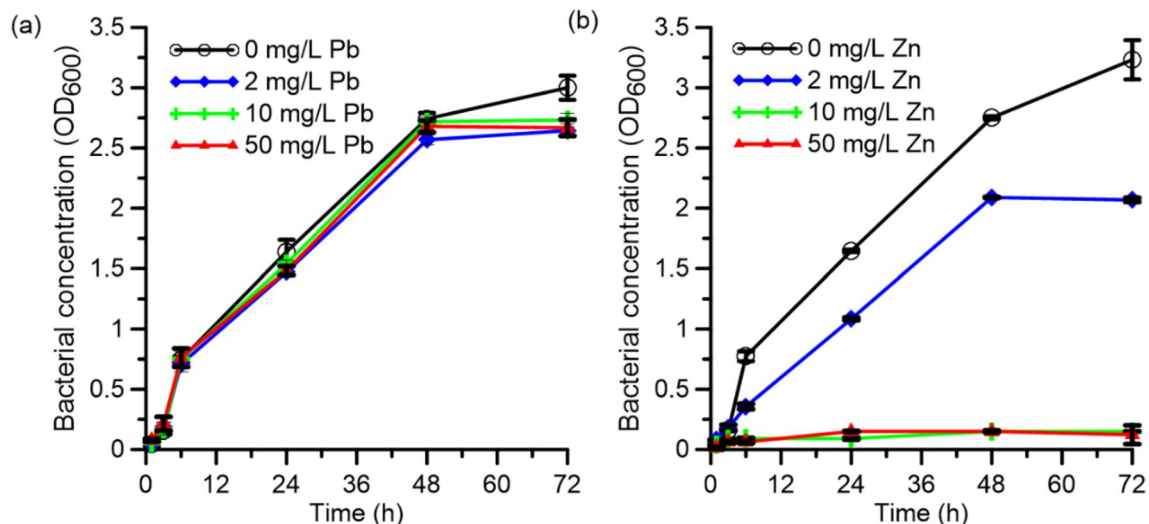 (a)
Bacterial concentration (OD600)
3.5
3
2.5
2
1.5
1
0.5
0
0 mg/L Pb
2 mg/L Pb
10 mg/L Pb
50 mg/L Pb
0 12 24 36 48 60 72
Time (h)
(b)
Bacterial concentration (OD600)
3.5
3
2.5
2
1.5
1
0.5
0
0 mg/L Zn
2 mg/L Zn
10 mg/L Zn
50 mg/L Zn
0 12 24 36 48 60 72
Time (h)